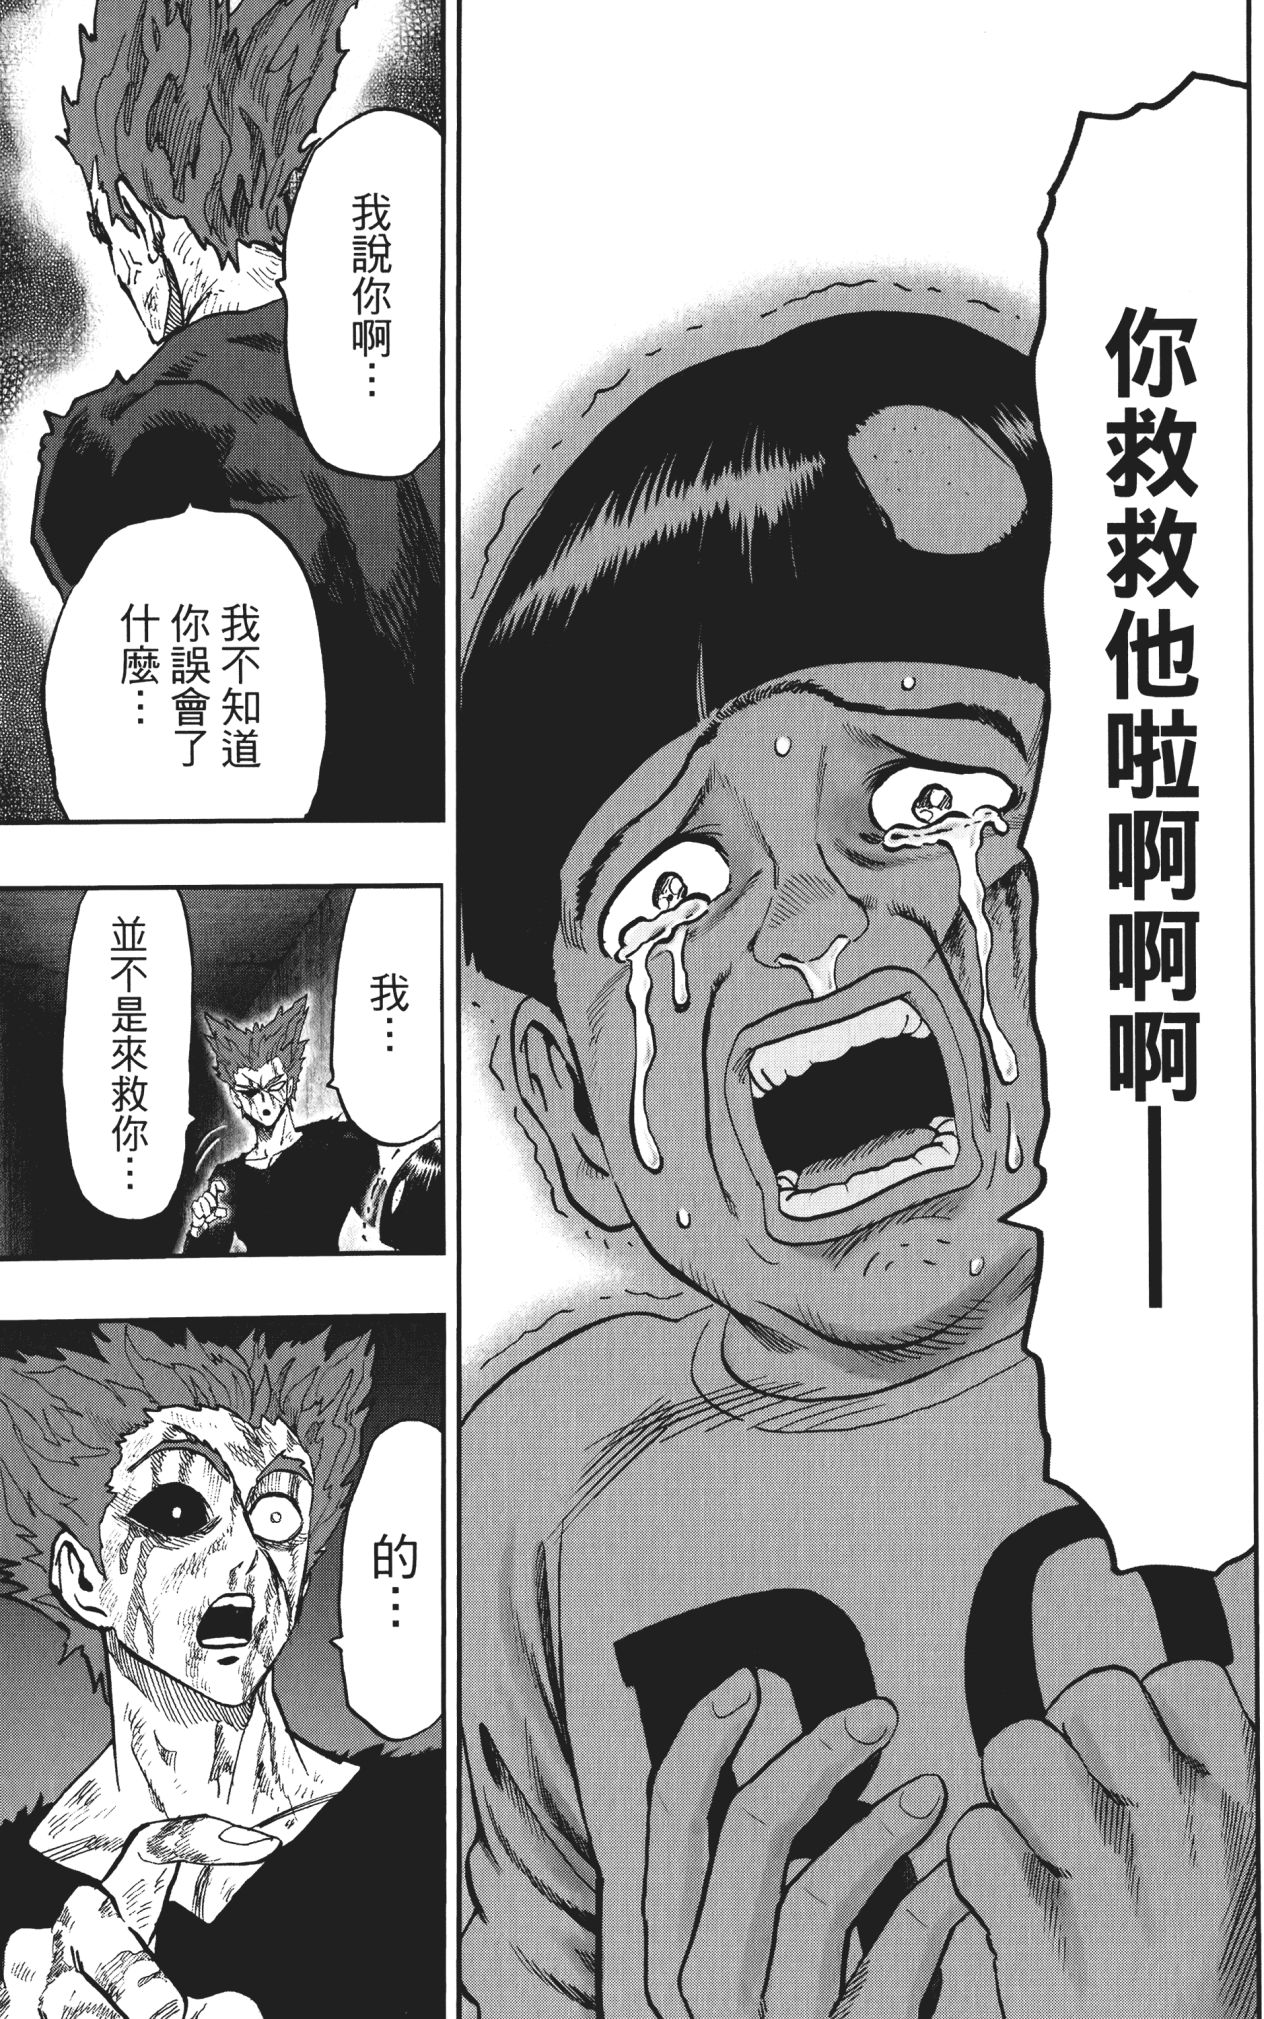 你救救他啦啊啊啊——
我說你啊…
我不知道
你誤會了
什麼…
我…
並不是來救你…
的…